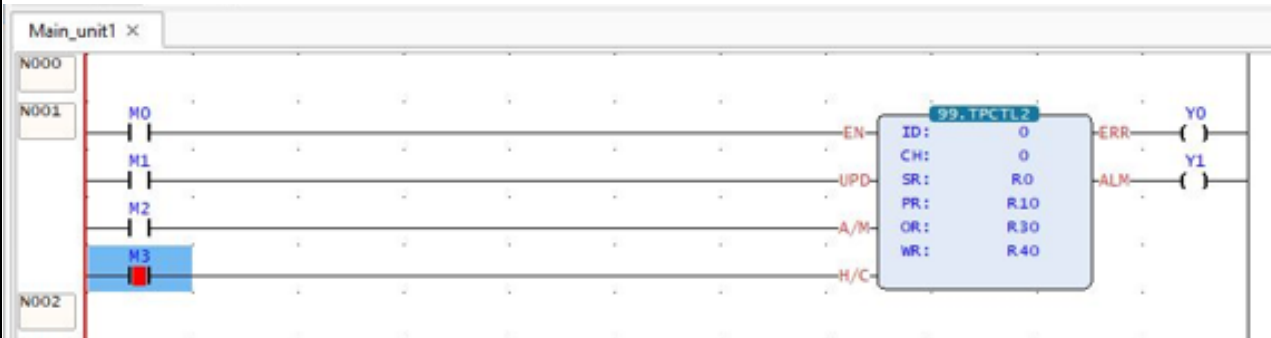 Main_unit1 ×
N000
N001
M0
99.TPCTL2
Y0
EN
ID: 0
ERR
M1
CH: 0
Y1
UPD
SR: R0
ALM
M2
PR: R10
A/M
OR: R30
M3
WR: R40
H/C
N002